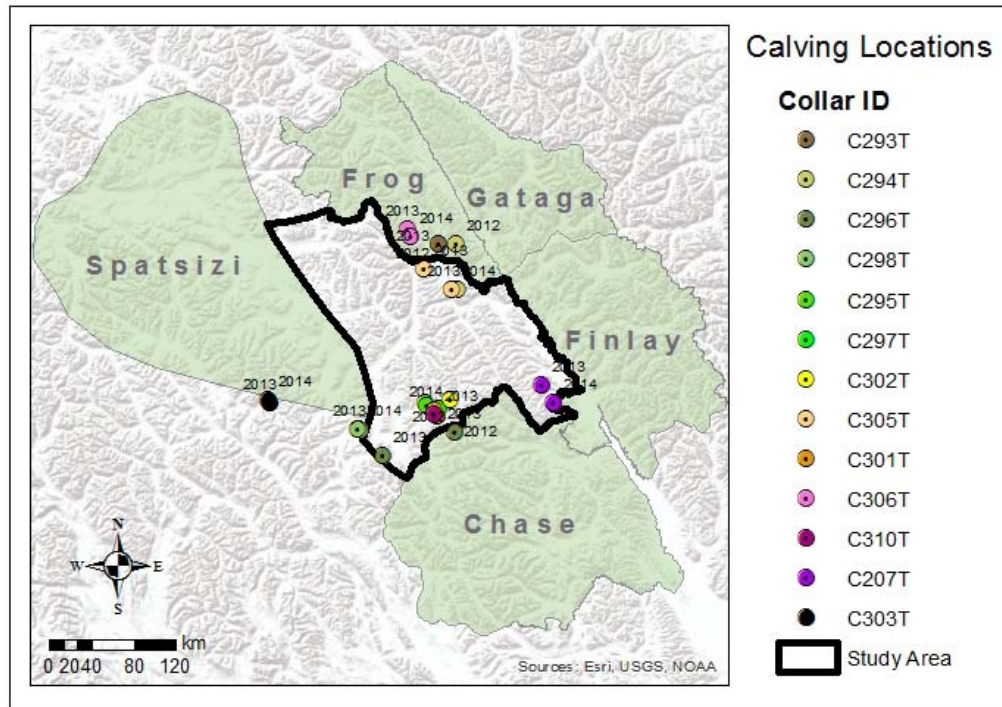 Calving Locations
Collar ID
C293T
C294T
C296T
C298T
C295T
C297T
C302T
C305T
C301T
C306T
C310T
C207T
C303T
Study Area
Frog
Gataga
Spatsizi
Finlay
Chase
2013
2014
2012
2013
2012
2013
2013
2014
2013
2014
2013
2014
2014
2013
2013
2014
2013
2013
2013
2012
N
W
E
S
km
0 20 40 80 120
Sources: Esri, USGS, NOAA